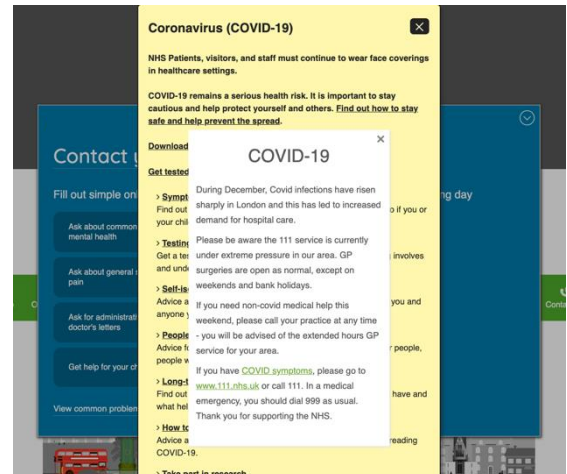 Coronavirus (COVID-19)
NHS Patients, visitors, and staff must continue to wear face coverings
in healthcare settings.
COVID-19 remains a serious health risk. It is important to stay
cautious and help protect yourself and others. Find out how to stay
safe and help prevent the spread.
Download
Get tested
> Sympt
Find out
your chil
o if you or
> Testing
Get a tes
and unde
involves
> Self-is
Advice a
anyone y
you and
> People
Advice fo
people w
r people,
> Long-t
Find out
what hel
have and
> How to
Advice a
reading
COVID-19.
> Take part in research
COVID-19
During December, Covid infections have risen
sharply in London and this has led to increased
demand for hospital care.
Please be aware the 111 service is currently
under extreme pressure in our area. GP
surgeries are open as normal, except on
weekends and bank holidays.
If you need non-covid medical help this
weekend, please call your practice at any time
- you will be advised of the extended hours GP
service for your area.
If you have COVID symptoms, please go to
www.111.nhs.uk or call 111. In a medical
emergency, you should dial 999 as usual.
Thank you for supporting the NHS.
Contact
Fill out simple onl
ng day
Ask about common
mental health
Ask about general s
pain
Ask for administrati
doctor's letters
Get help for your ch
View common problem
Conta